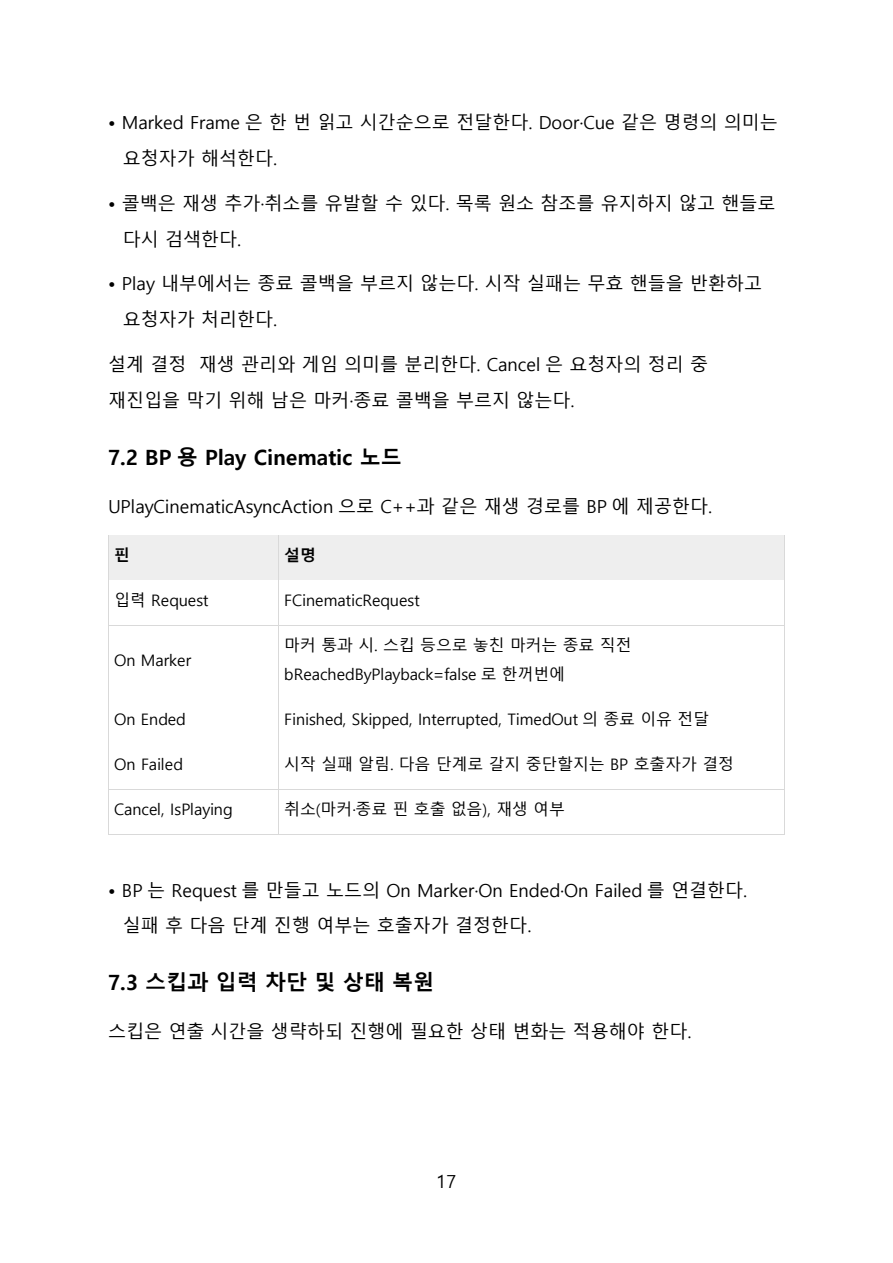 • Marked Frame 은 한 번 읽고 시간순으로 전달한다. Door·Cue 같은 명령의 의미는
요청자가 해석한다.
• 콜백은 재생 추가·취소를 유발할 수 있다. 목록 원소 참조를 유지하지 않고 핸들로
다시 검색한다.
• Play 내부에서는 종료 콜백을 부르지 않는다. 시작 실패는 무효 핸들을 반환하고
요청자가 처리한다.
설계 결정  재생 관리와 게임 의미를 분리한다. Cancel 은 요청자의 정리 중
재진입을 막기 위해 남은 마커·종료 콜백을 부르지 않는다.
7.2 BP 용 Play Cinematic 노드
UPlayCinematicAsyncAction 으로 C++과 같은 재생 경로를 BP 에 제공한다.
핀 설명
입력 Request FCinematicRequest
On Marker 마커 통과 시. 스킵 등으로 놓친 마커는 종료 직전
bReachedByPlayback=false 로 한꺼번에
On Ended Finished, Skipped, Interrupted, TimedOut 의 종료 이유 전달
On Failed 시작 실패 알림. 다음 단계로 갈지 중단할지는 BP 호출자가 결정
Cancel, IsPlaying 취소(마커·종료 핀 호출 없음), 재생 여부
• BP 는 Request 를 만들고 노드의 On Marker·On Ended·On Failed 를 연결한다.
실패 후 다음 단계 진행 여부는 호출자가 결정한다.
7.3 스킵과 입력 차단 및 상태 복원
스킵은 연출 시간을 생략하되 진행에 필요한 상태 변화는 적용해야 한다.
17